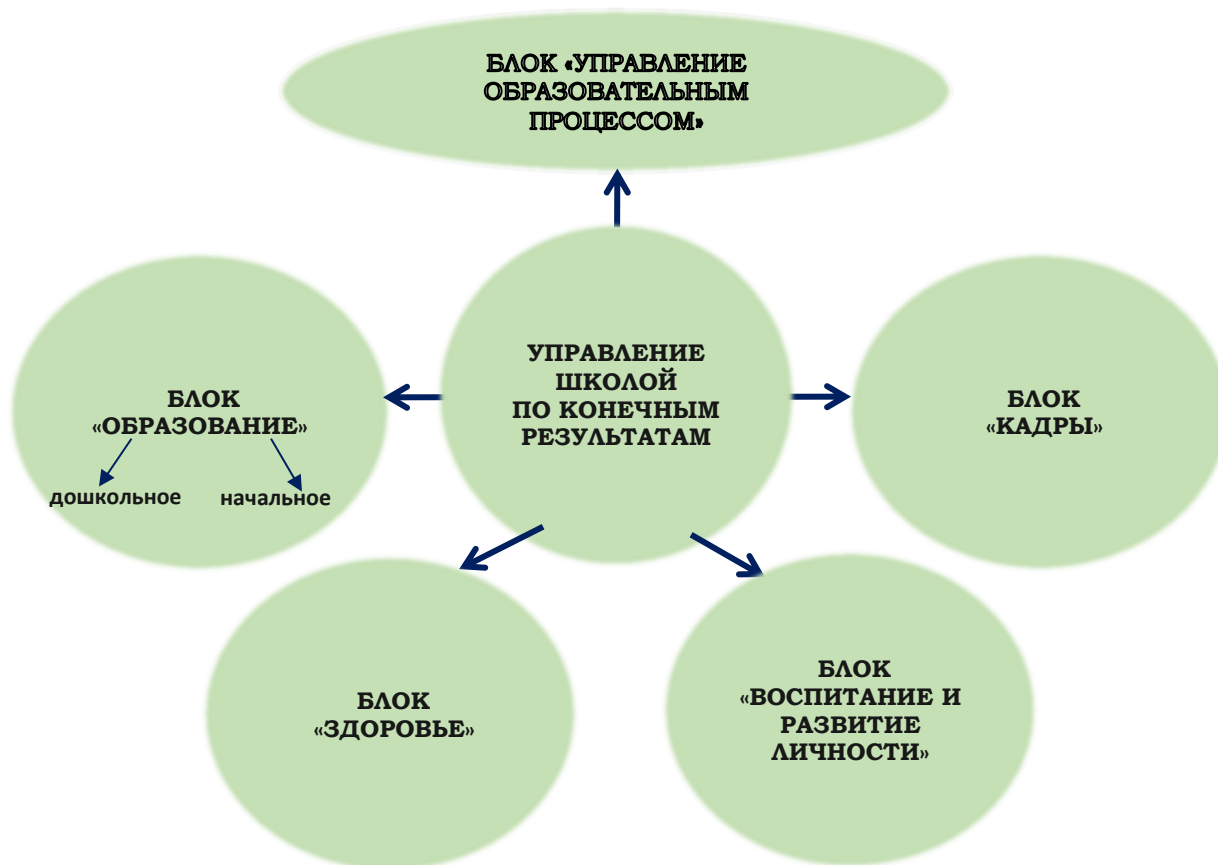 БЛОК «УПРАВЛЕНИЕ
ОБРАЗОВАТЕЛЬНЫМ
ПРОЦЕССОМ»
УПРАВЛЕНИЕ
ШКОЛОЙ
ПО КОНЕЧНЫМ
РЕЗУЛЬТАТАМ
БЛОК
«ОБРАЗОВАНИЕ»
дошкольное
начальное
БЛОК
«КАДРЫ»
БЛОК
«ЗДОРОВЬЕ»
БЛОК
«ВОСПИТАНИЕ И
РАЗВИТИЕ
ЛИЧНОСТИ»